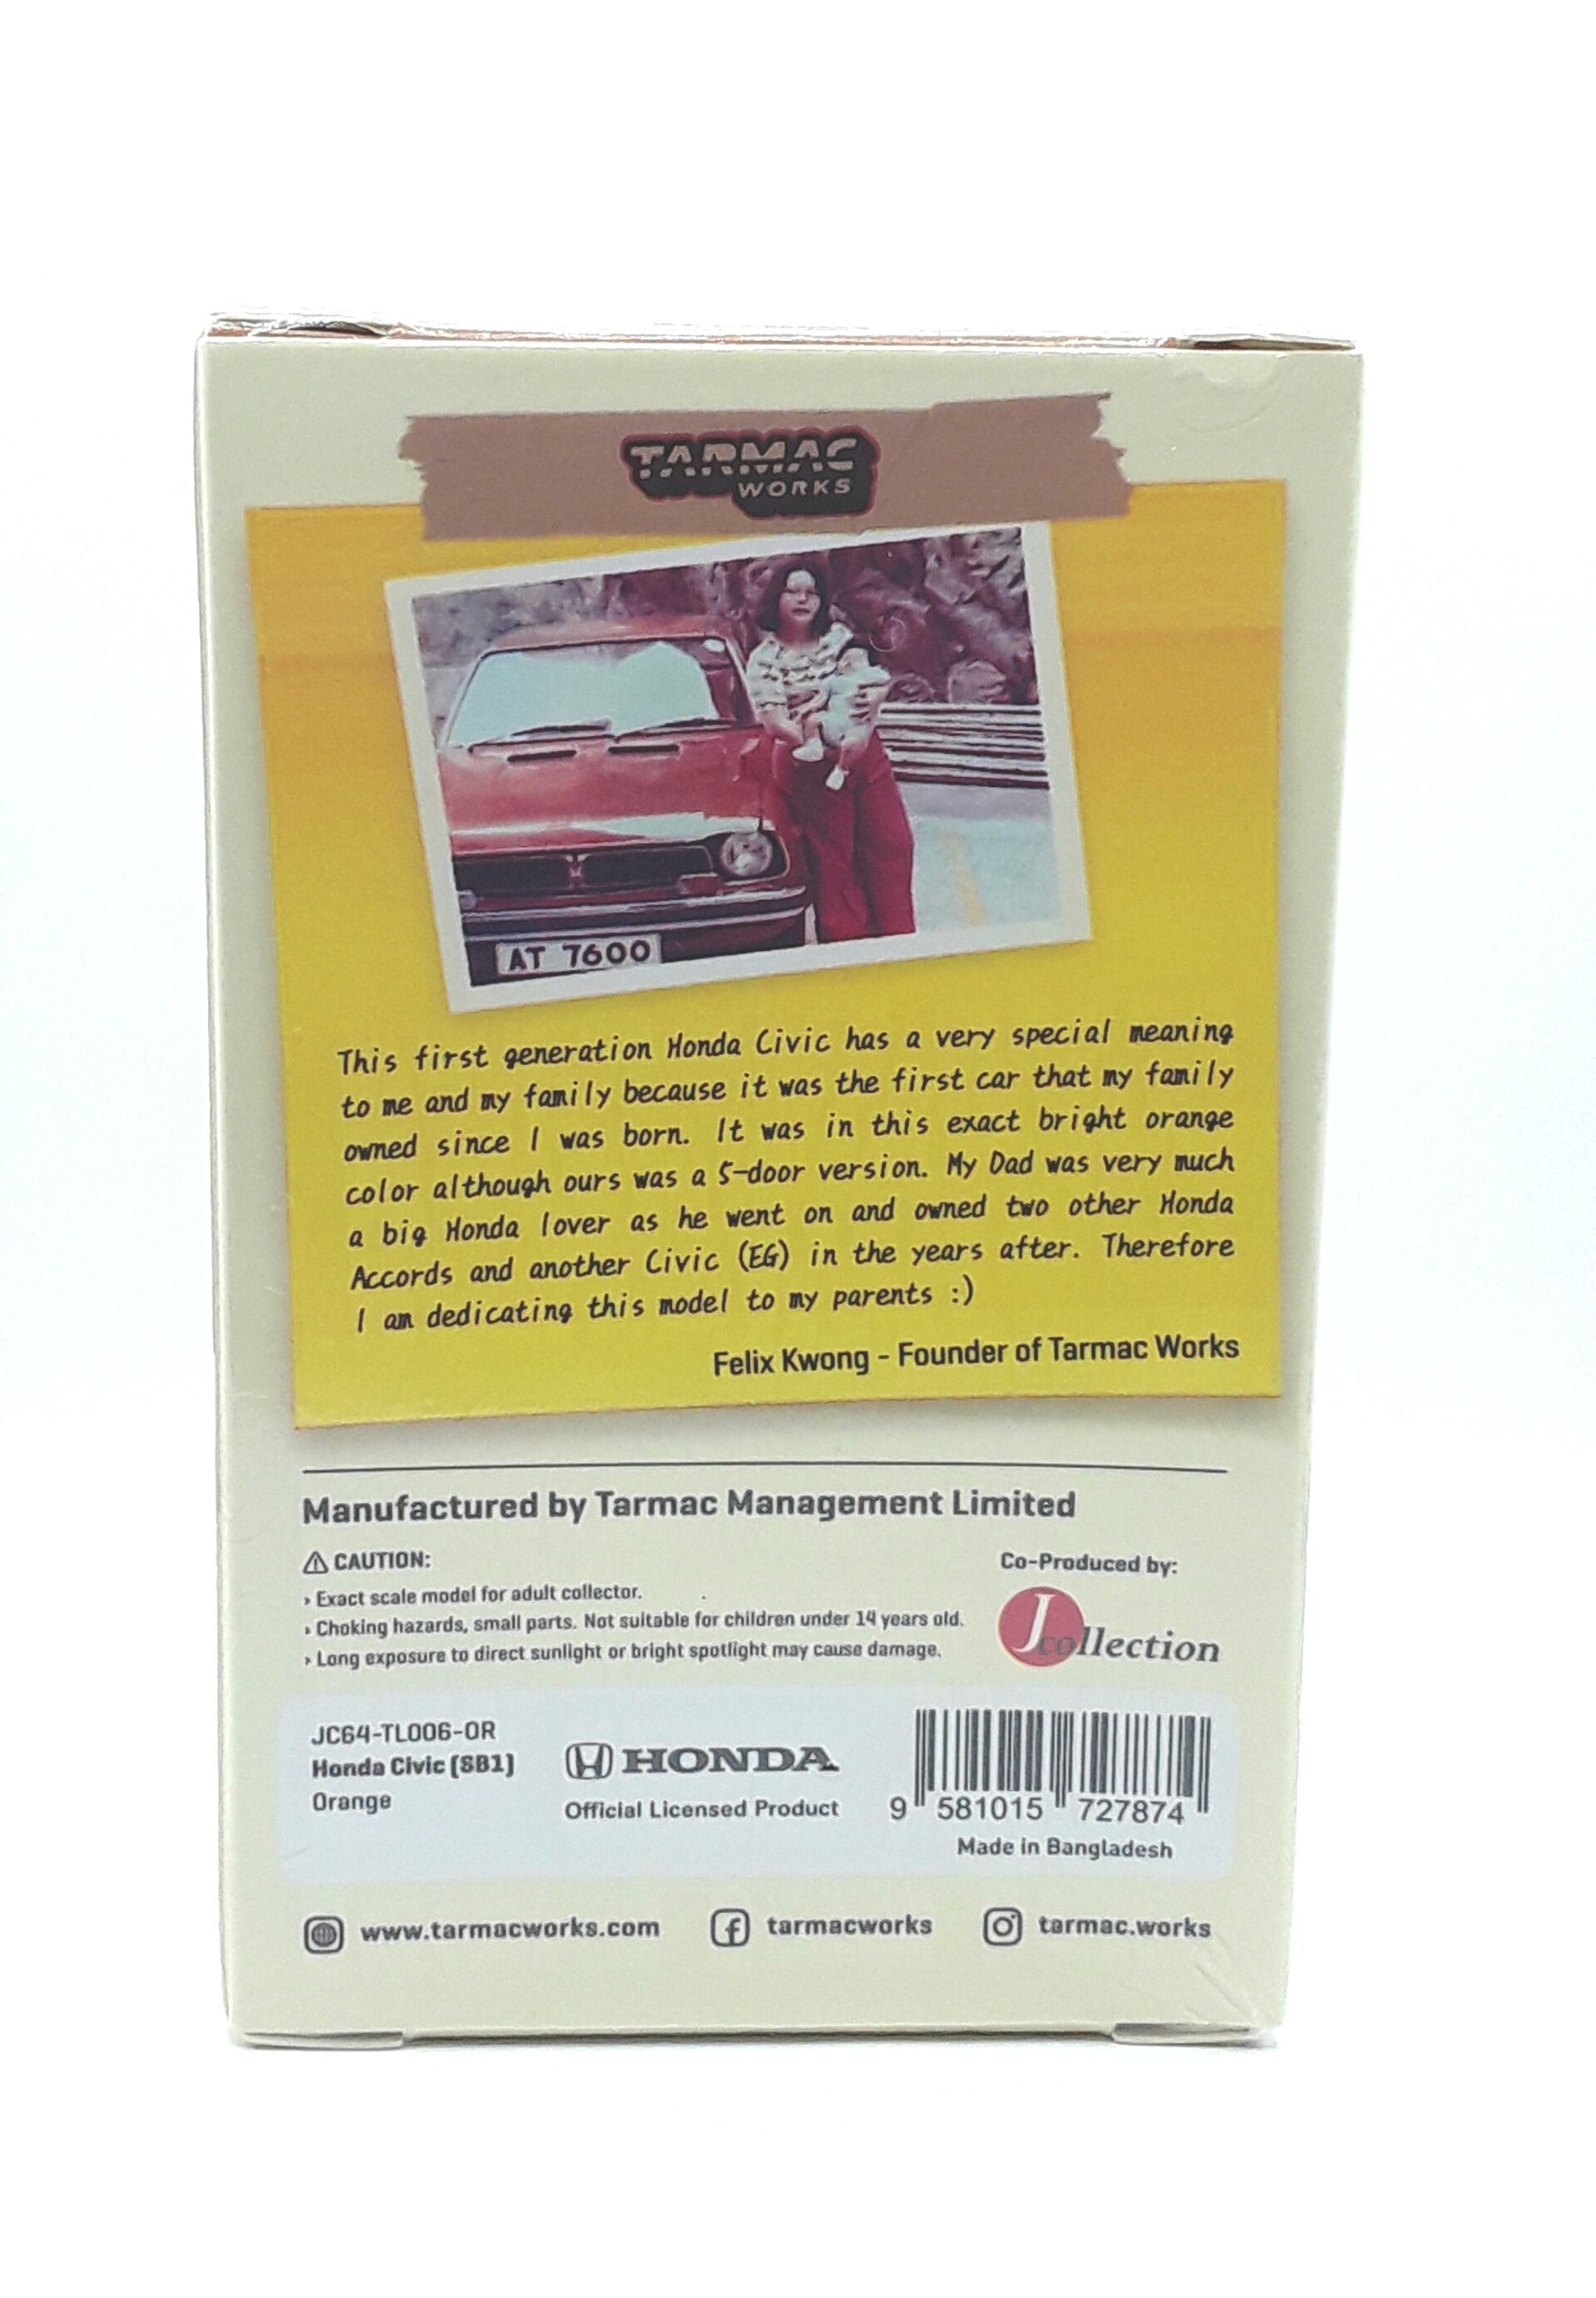 TARMAC
WORKS
AT 7600
This first generation Honda Civic has a very special meaning
to me and my family because it was the first car that my family
owned since I was born. It was in this exact bright orange
color although ours was a 5-door version. My Dad was very much
a big Honda lover as he went on and owned two other Honda
Accords and another Civic (EG) in the years after. Therefore
I am dedicating this model to my parents :)
Felix Kwong - Founder of Tarmac Works
Manufactured by Tarmac Management Limited
⚠ CAUTION:
› Exact scale model for adult collector.
› Choking hazards, small parts. Not suitable for children under 14 years old.
› Long exposure to direct sunlight or bright spotlight may cause damage.
Co-Produced by:
Jcollection
JC64-TL006-OR
Honda Civic (SB1)
Orange
HONDA
Official Licensed Product
9 581015 727874
Made in Bangladesh
www.tarmacworks.com
tarmacworks
tarmac.works